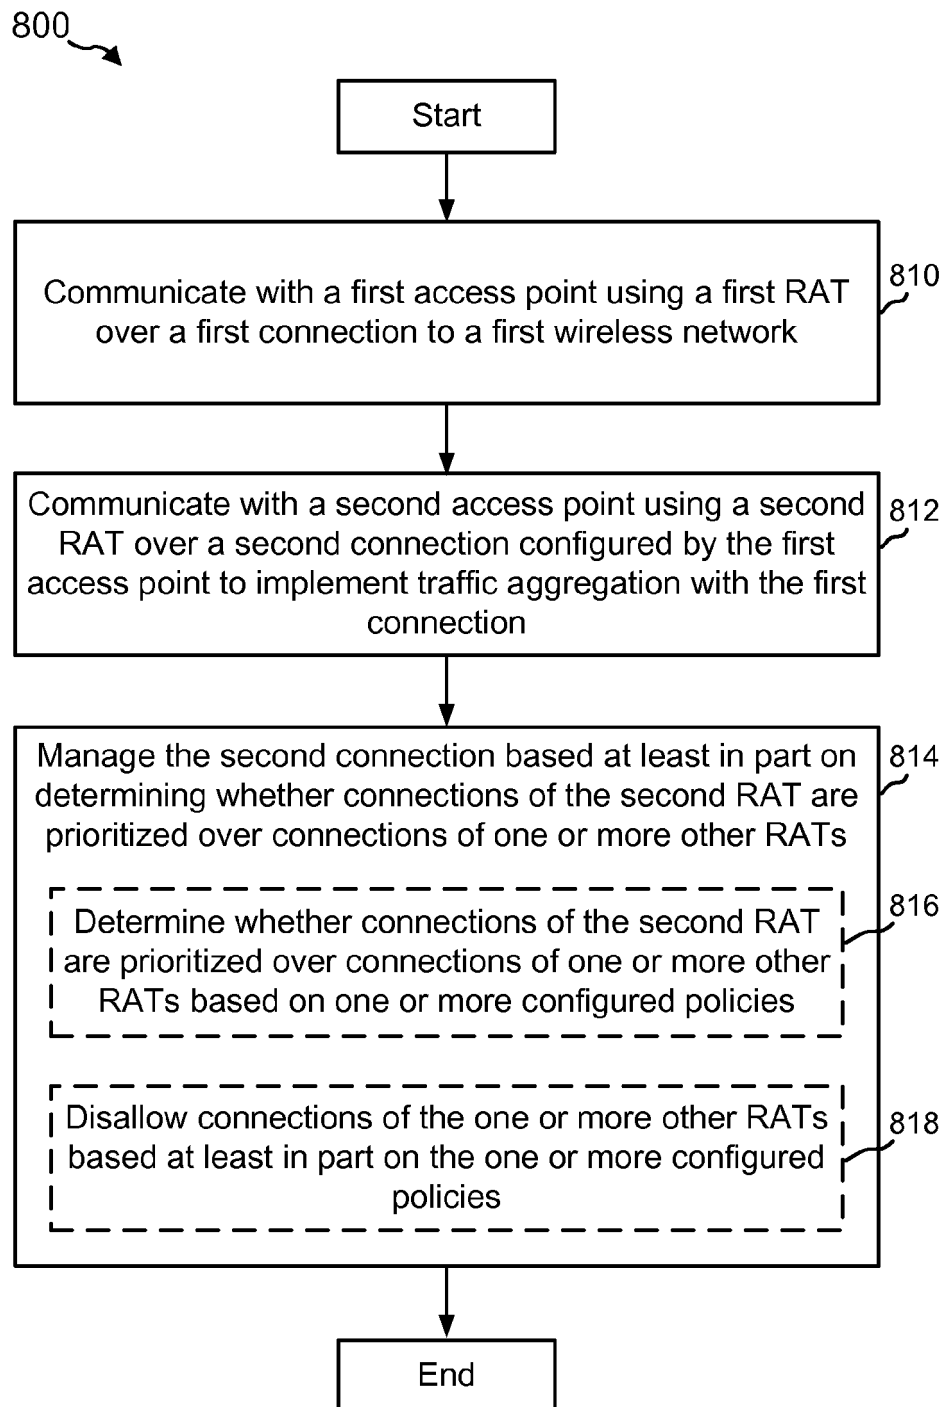 800
Start
Communicate with a first access point using a first RAT
over a first connection to a first wireless network
810
Communicate with a second access point using a second
RAT over a second connection configured by the first
access point to implement traffic aggregation with the first
connection
812
Manage the second connection based at least in part on
determining whether connections of the second RAT are
prioritized over connections of one or more other RATs
814
Determine whether connections of the second RAT
are prioritized over connections of one or more other
RATs based on one or more configured policies
816
Disallow connections of the one or more other RATs
based at least in part on the one or more configured
policies
818
End